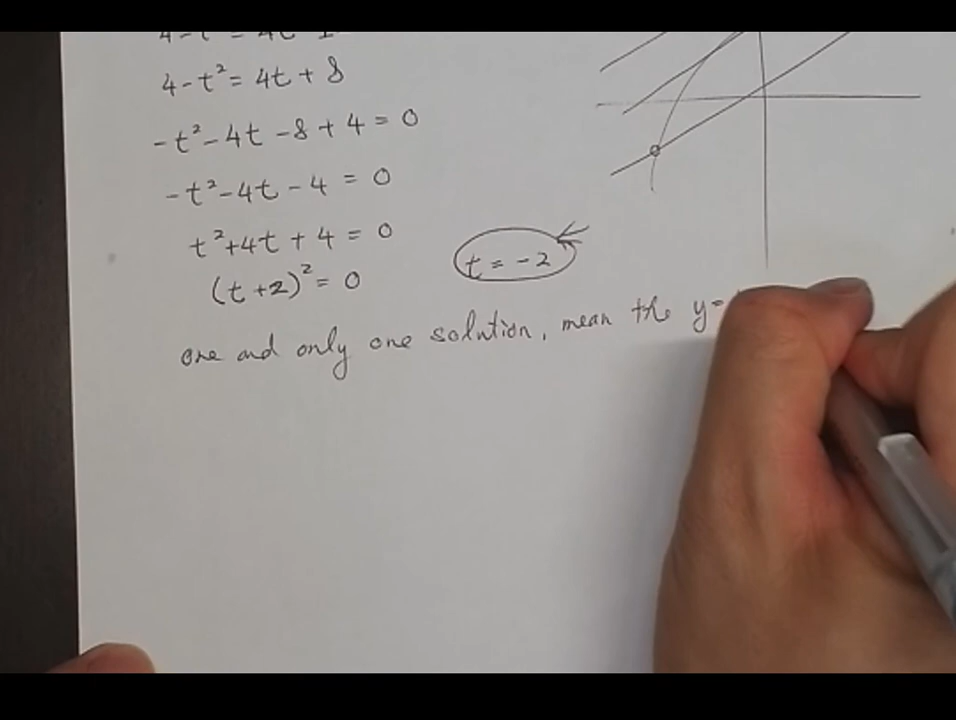 4-t²=4t+8
-t²-4t-8+4=0
-t²-4t-4=0
t²+4t+4=0
(t+2)²=0
t=-2
one and only one solution, mean the y=